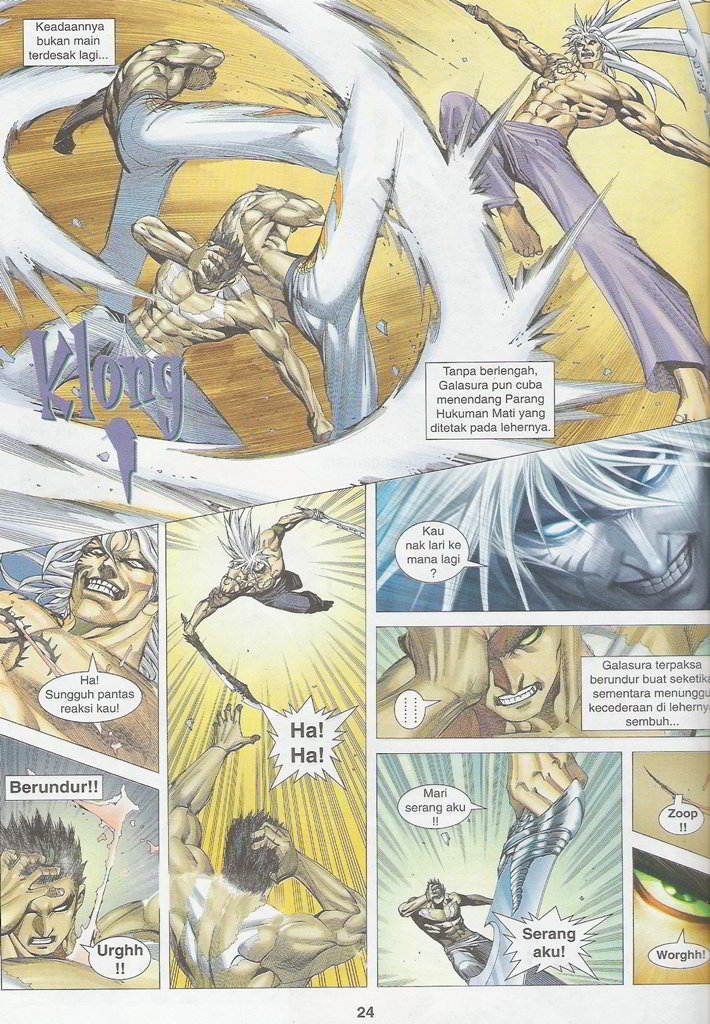 Keadaannya
bukan main
terdesak lagi...
Klong
!
Tanpa berlengah,
Galasura pun cuba
menendang Parang
Hukuman Mati yang
ditetak pada lehernya.
Ha!
Sungguh pantas
reaksi kau!
Berundur!!
Urghh
!!
Ha!
Ha!
Kau
nak lari ke
mana lagi
?
Galasura terpaksa
berundur buat seketika
sementara menunggu
kecederaan di lehernya
sembuh...
Mari
serang aku
!!
Serang
aku!
Zoop
!!
Worghh!
24